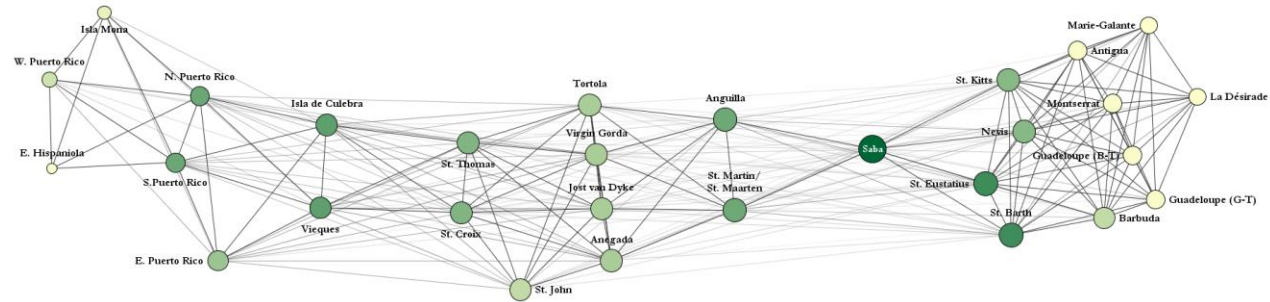 Isla Mona
W. Puerto Rico
N. Puerto Rico
E. Hispaniola
S.Puerto Rico
E. Puerto Rico
Isla de Culebra
Vieques
St. Thomas
St. Croix
St. John
Tortola
Virgin Gorda
Jost van Dyke
Anegada
Anguilla
St. Martin/
St. Maarten
Saba
St. Kitts
Nevis
St. Eustatius
St. Barth
Marie-Galante
Antigua
Montserrat
La Désirade
Guadeloupe (B-T)
Guadeloupe (G-T)
Barbuda